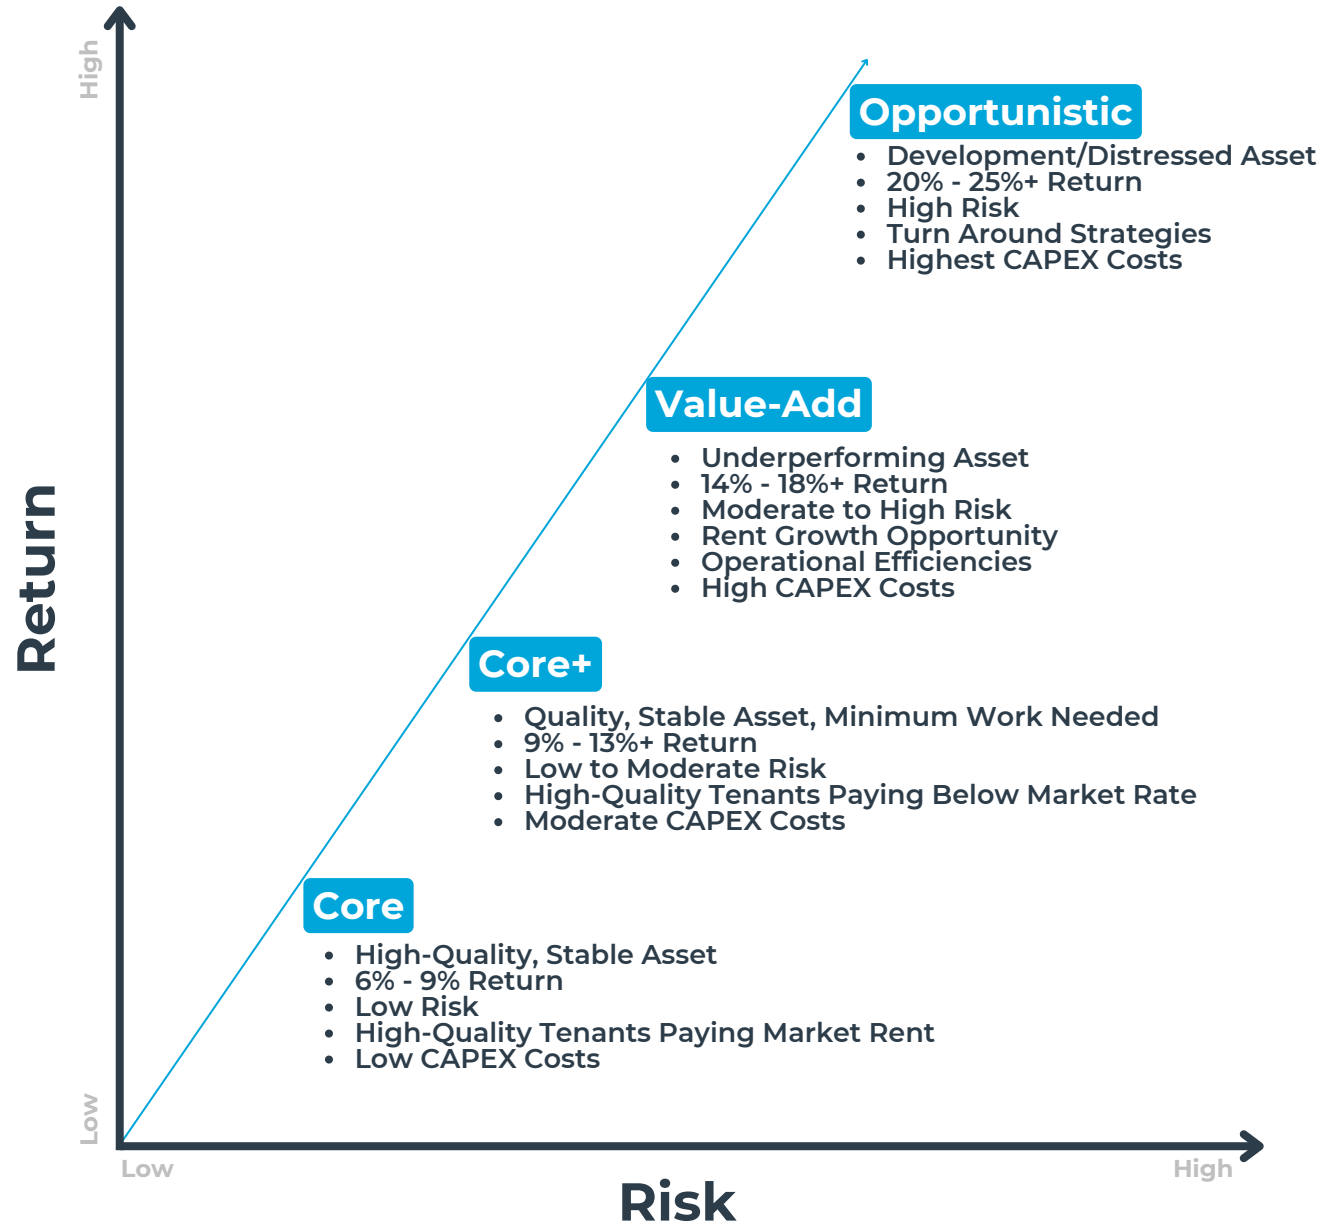 High
Opportunistic
• Development/Distressed Asset
• 20% - 25%+ Return
• High Risk
• Turn Around Strategies
• Highest CAPEX Costs
Value-Add
• Underperforming Asset
• 14% - 18%+ Return
• Moderate to High Risk
• Rent Growth Opportunity
• Operational Efficiencies
• High CAPEX Costs
Return
Core+
• Quality, Stable Asset, Minimum Work Needed
• 9% - 13%+ Return
• Low to Moderate Risk
• High-Quality Tenants Paying Below Market Rate
• Moderate CAPEX Costs
Core
• High-Quality, Stable Asset
• 6% - 9% Return
• Low Risk
• High-Quality Tenants Paying Market Rent
• Low CAPEX Costs
Low
Low
High
Risk